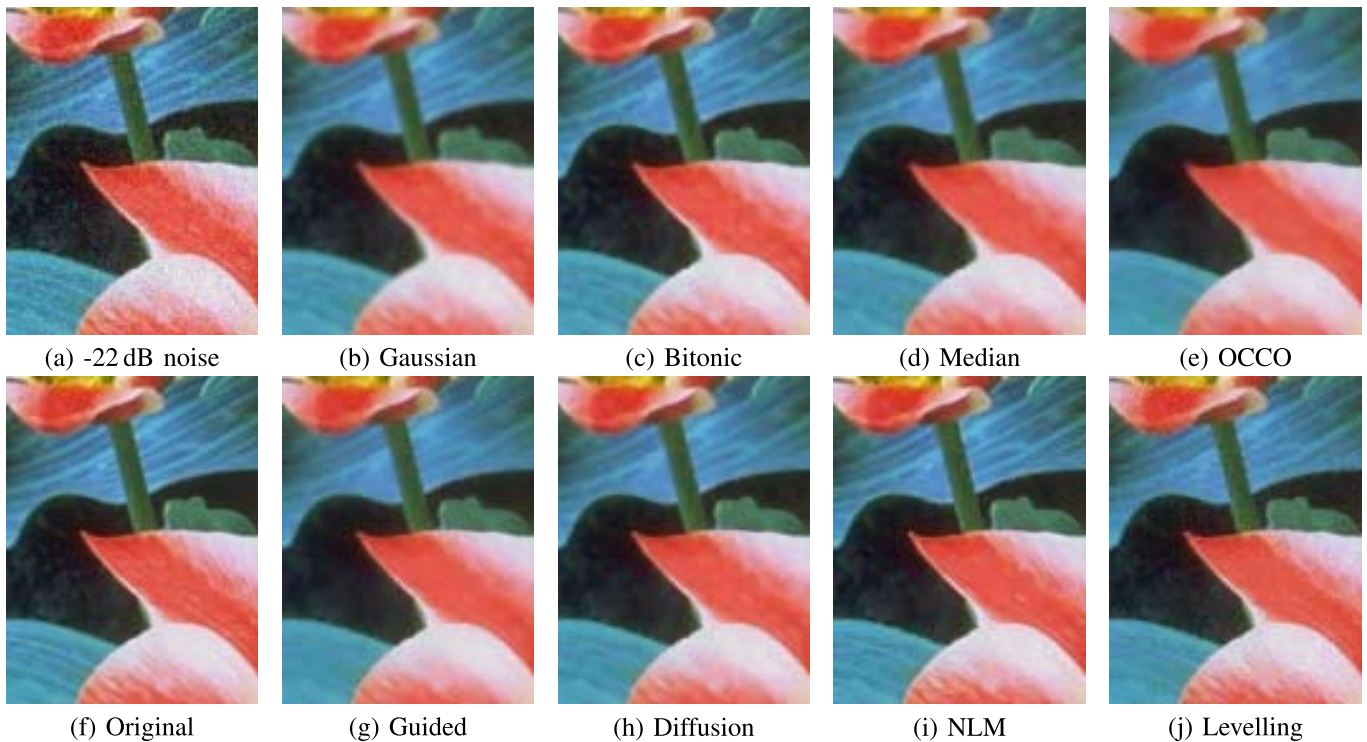 (a) -22 dB noise
(b) Gaussian
(c) Bitonic
(d) Median
(e) OCCO
(f) Original
(g) Guided
(h) Diffusion
(i) NLM
(j) Levelling